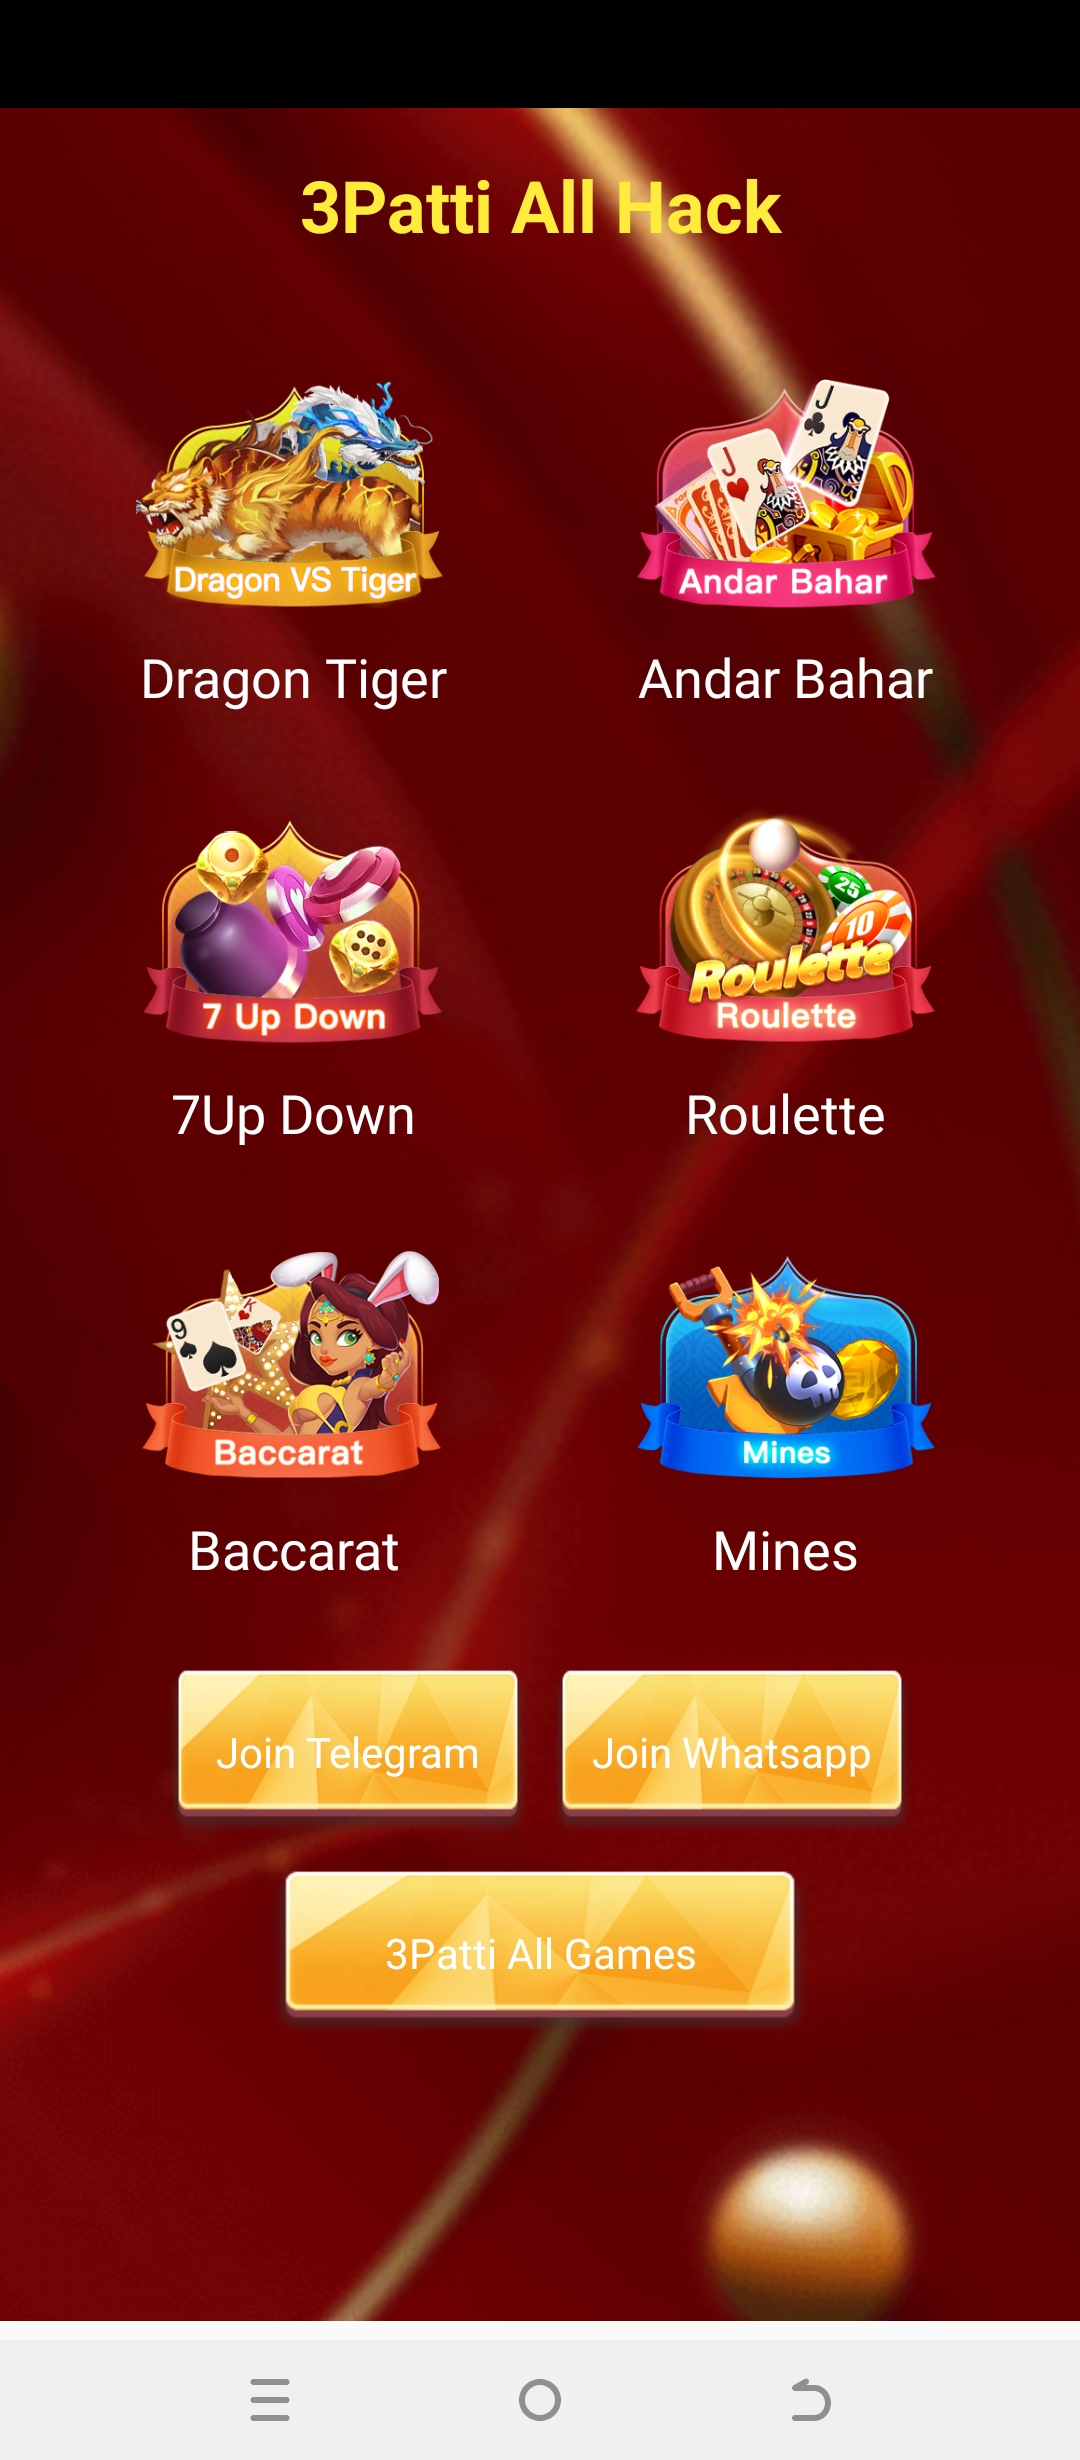 3Patti All Hack
Dragon VS Tiger
Andar Bahar
Dragon Tiger
Andar Bahar
7 Up Down
25
10
Roulette
Roulette
7Up Down
Roulette
Baccarat
Mines
Baccarat
Mines
Join Telegram
Join Whatsapp
3Patti All Games